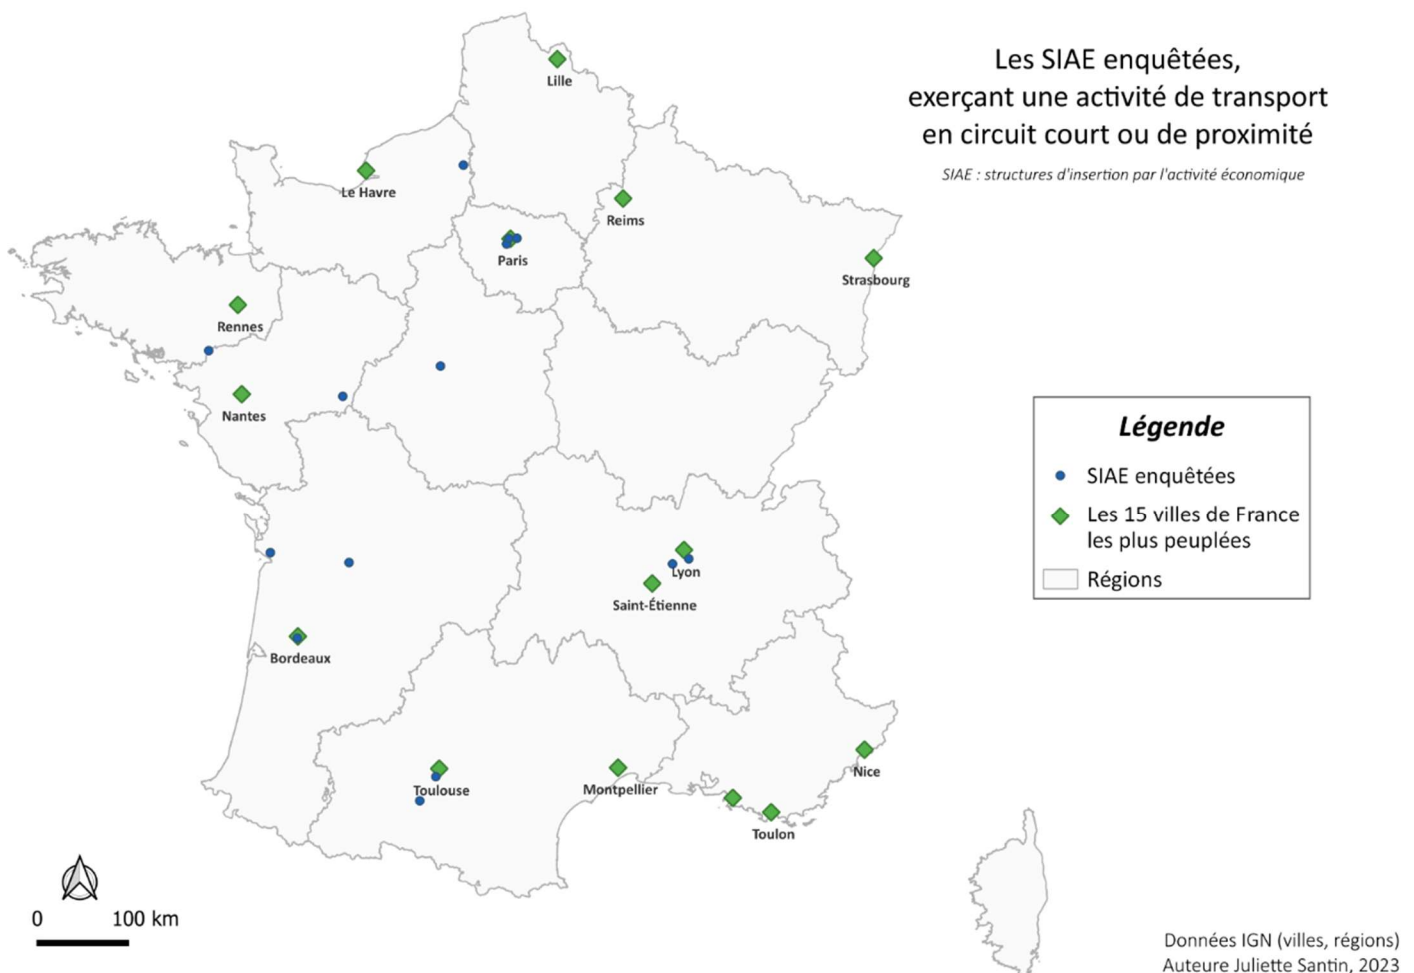 Les SIAE enquêtées,
exerçant une activité de transport
en circuit court ou de proximité
SIAE : structures d'insertion par l'activité économique
Lille
Le Havre
Reims
Paris
Strasbourg
Rennes
Nantes
Légende
SIAE enquêtées
Les 15 villes de France
les plus peuplées
Régions
Lyon
Saint-Étienne
Bordeaux
Nice
Toulouse
Montpellier
Toulon
0 100 km
Données IGN (villes, régions)
Auteure Juliette Santin, 2023